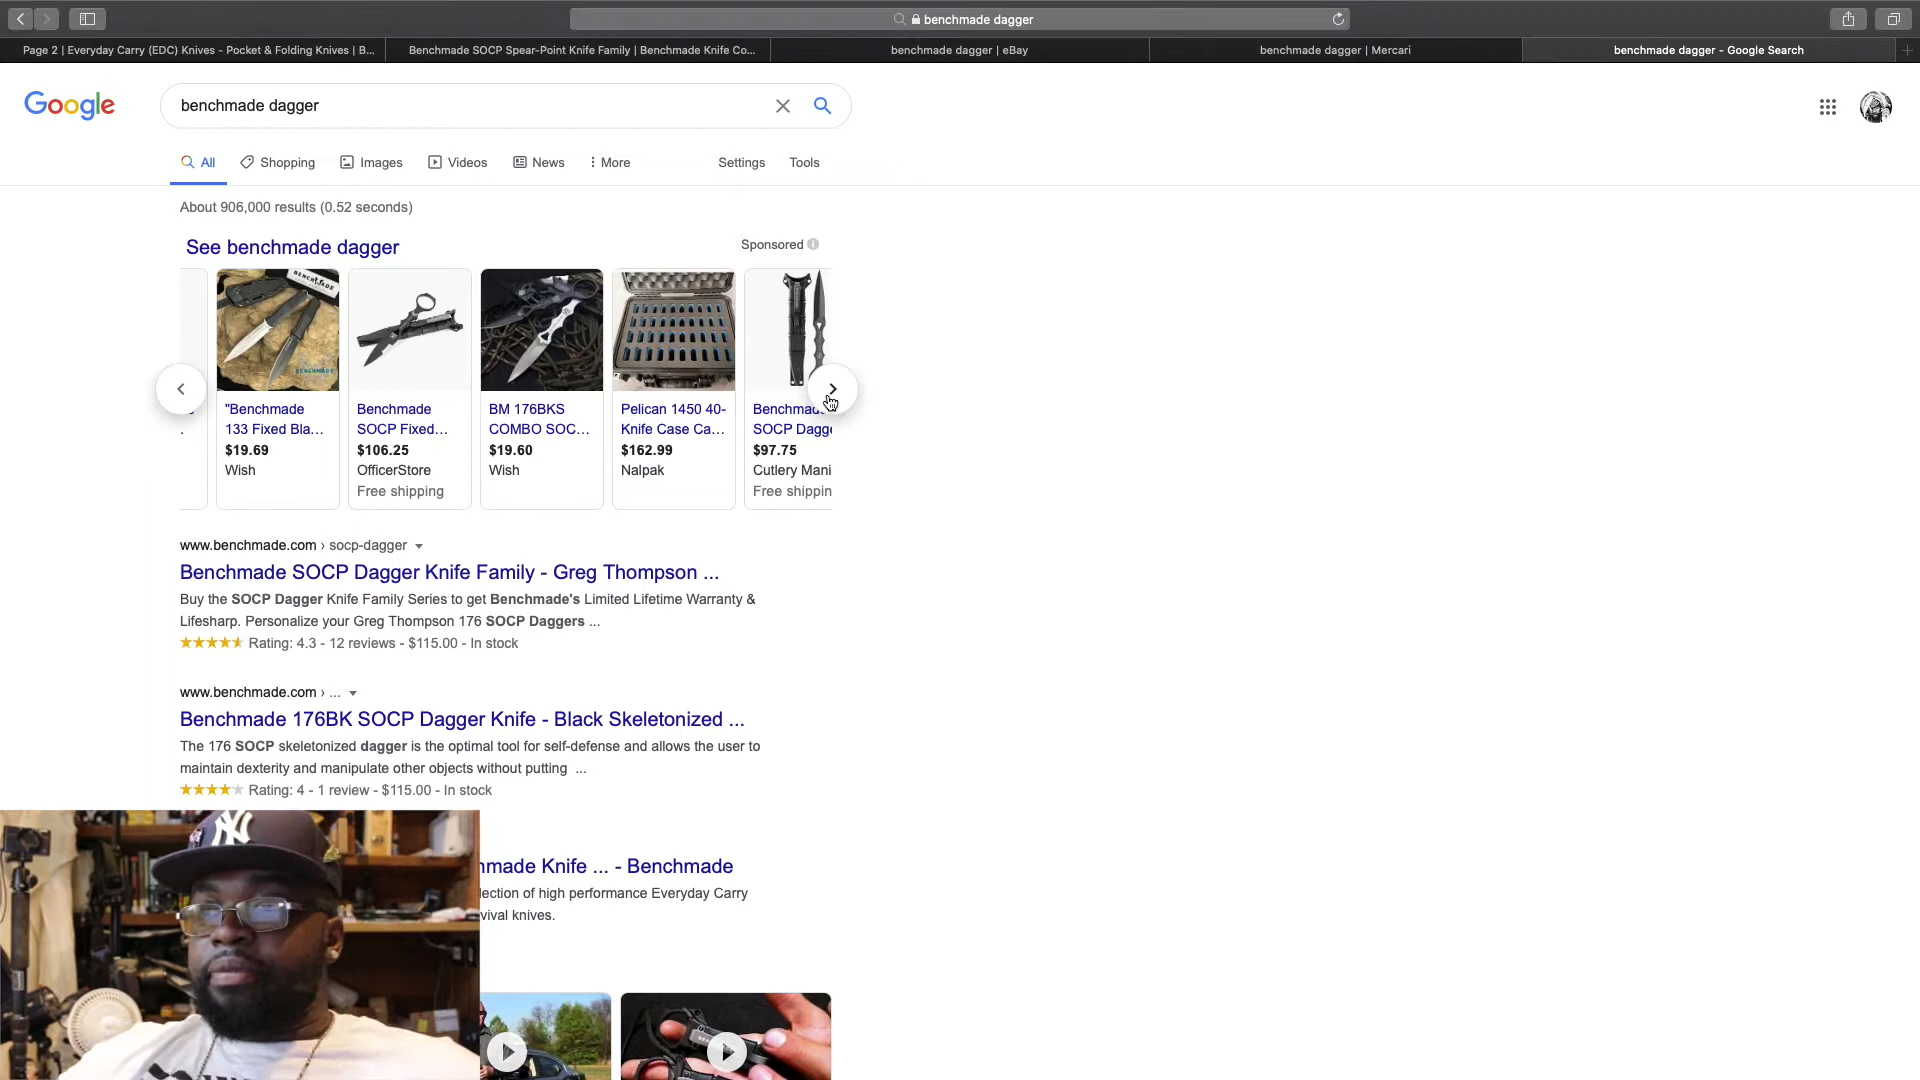 benchmade dagger
Page 2 | Everyday Carry (EDC) Knives - Pocket & Folding Knives | B...
Benchmade SOCP Spear-Point Knife Family | Benchmade Knife Co...
benchmade dagger | eBay
benchmade dagger | Mercari
benchmade dagger - Google Search
Google
benchmade dagger
All
Shopping
Images
Videos
News
More
Settings
Tools
About 906,000 results (0.52 seconds)
See benchmade dagger
Sponsored
"Benchmade
133 Fixed Bla...
$19.69
Wish
Benchmade
SOCP Fixed...
$106.25
OfficerStore
Free shipping
BM 176BKS
COMBO SOC...
$19.60
Wish
Pelican 1450 40-
Knife Case Ca...
$162.99
Nalpak
Benchmad
SOCP Dagg
$97.75
Cutlery Mani
Free shippin
www.benchmade.com › socp-dagger
Benchmade SOCP Dagger Knife Family - Greg Thompson ...
Buy the SOCP Dagger Knife Family Series to get Benchmade's Limited Lifetime Warranty &
Lifesharp. Personalize your Greg Thompson 176 SOCP Daggers ...
Rating: 4.3 - 12 reviews - $115.00 - In stock
www.benchmade.com › ...
Benchmade 176BK SOCP Dagger Knife - Black Skeletonized ...
The 176 SOCP skeletonized dagger is the optimal tool for self-defense and allows the user to
maintain dexterity and manipulate other objects without putting ...
Rating: 4 - 1 review - $115.00 - In stock
hmade Knife ... - Benchmade
lection of high performance Everyday Carry
vival knives.
NY